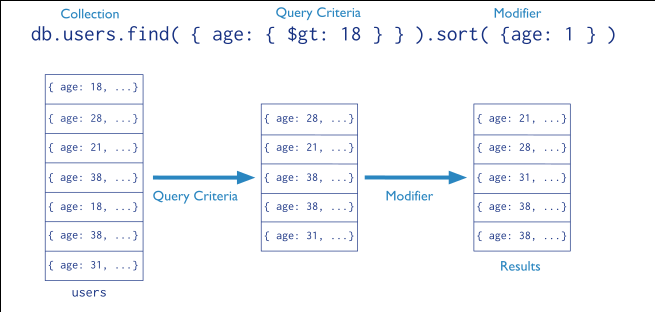 Collection Query Criteria Modifier
db.users.find( { age: { $gt: 18 } } ).sort( {age: 1 } )
{ age: 18, ...}
{ age: 28, ...}
{ age: 21, ...}
{ age: 38, ...}
{ age: 18, ...}
{ age: 38, ...}
{ age: 31, ...}
users
Query Criteria
{ age: 28, ...}
{ age: 21, ...}
{ age: 38, ...}
{ age: 38, ...}
{ age: 31, ...}
Modifier
{ age: 21, ...}
{ age: 28, ...}
{ age: 31, ...}
{ age: 38, ...}
{ age: 38, ...}
Results